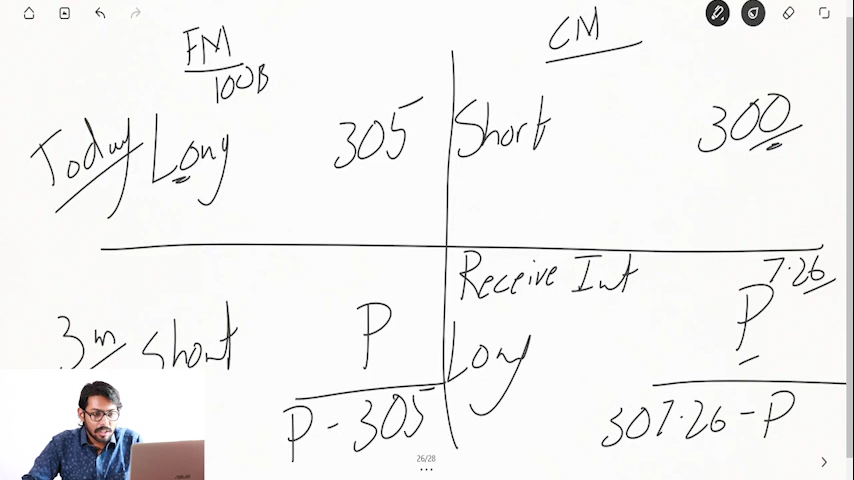 FM
100B
CM
Today Long 305
Short 300
Receive Int 7.26
3m Short P
Long P
P - 305
307.26 - P
26/28